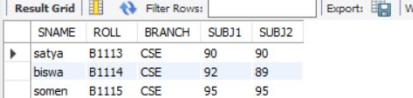 Result Grid Filter Rows: Export:
SNAME ROLL BRANCH SUBJ1 SUBJ2
satya B1113 CSE 90 90
biswa B1114 CSE 92 89
somen B1115 CSE 95 95